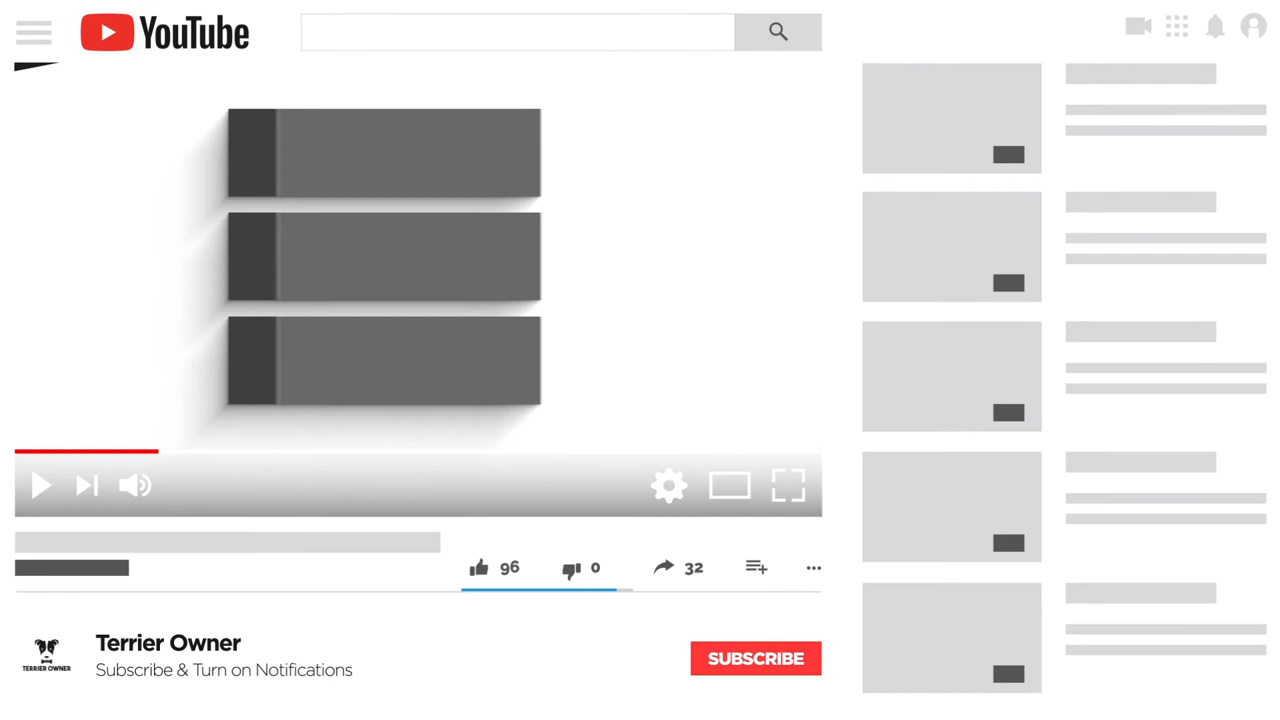 YouTube
96 0 32
Terrier Owner
Subscribe & Turn on Notifications
TERRIER OWNER
SUBSCRIBE